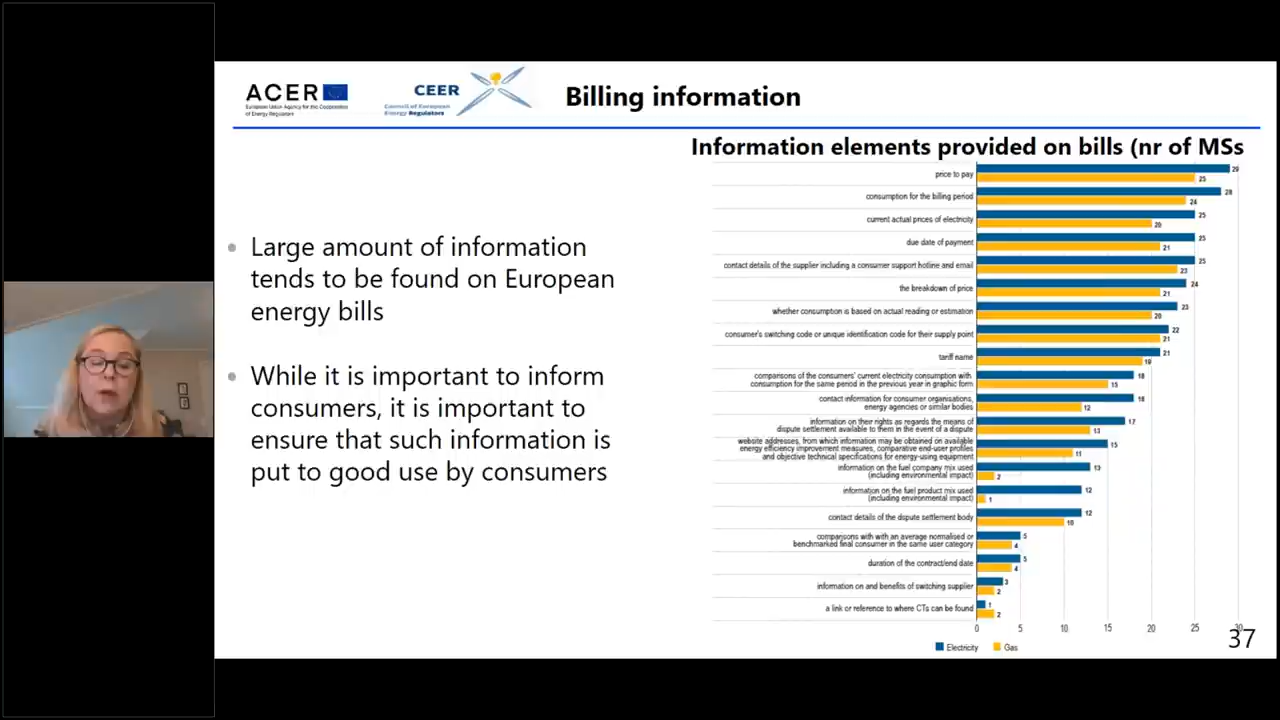 ACER
European Union Agency for the Cooperation
of Energy Regulators
CEER
Council of European
Energy Regulators
Billing information
Information elements provided on bills (nr of MSs
Large amount of information
tends to be found on European
energy bills
While it is important to inform
consumers, it is important to
ensure that such information is
put to good use by consumers
price to pay
29
25
consumption for the billing period
28
24
current actual prices of electricity
25
20
due date of payment
25
21
contact details of the supplier including a consumer support hotline and email
25
23
the breakdown of price
24
21
whether consumption is based on actual reading or estimation
23
20
consumer's switching code or unique identification code for their supply point
22
21
tariff name
21
19
comparisons of the consumers' current electricity consumption with
consumption for the same period in the previous year in graphic form
18
15
contact information for consumer organisations,
energy agencies or similar bodies
18
12
information on their rights as regards the means of
dispute settlement available to them in the event of a dispute
17
13
website addresses, from which information may be obtained on available
energy efficiency improvement measures, comparative end-user profiles
and objective technical specifications for energy-using equipment
15
11
information on the fuel company mix used
(including environmental impact)
13
2
information on the fuel product mix used
(including environmental impact)
12
1
contact details of the dispute settlement body
12
10
comparisons with with an average normalised or
benchmarked final consumer in the same user category
5
4
duration of the contract/end date
5
4
information on and benefits of switching supplier
3
2
a link or reference to where CTs can be found
1
2
0 5 10 15 20 25 30
Electricity Gas
37